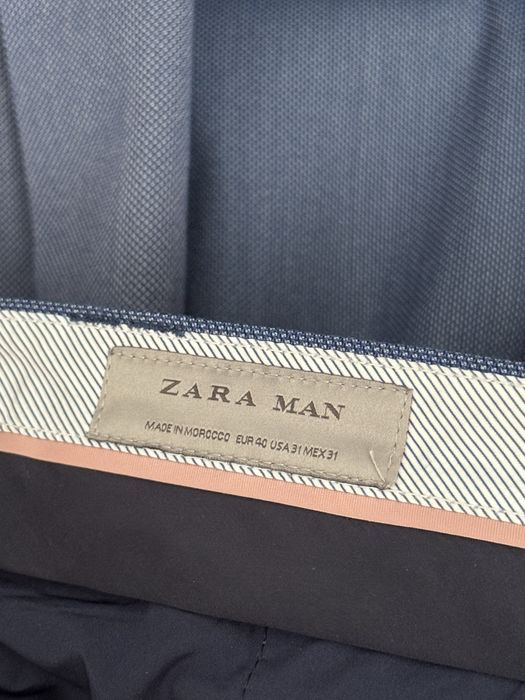 ZARA MAN
MADE IN MOROCCO EUR 40 USA 31 MEX 31